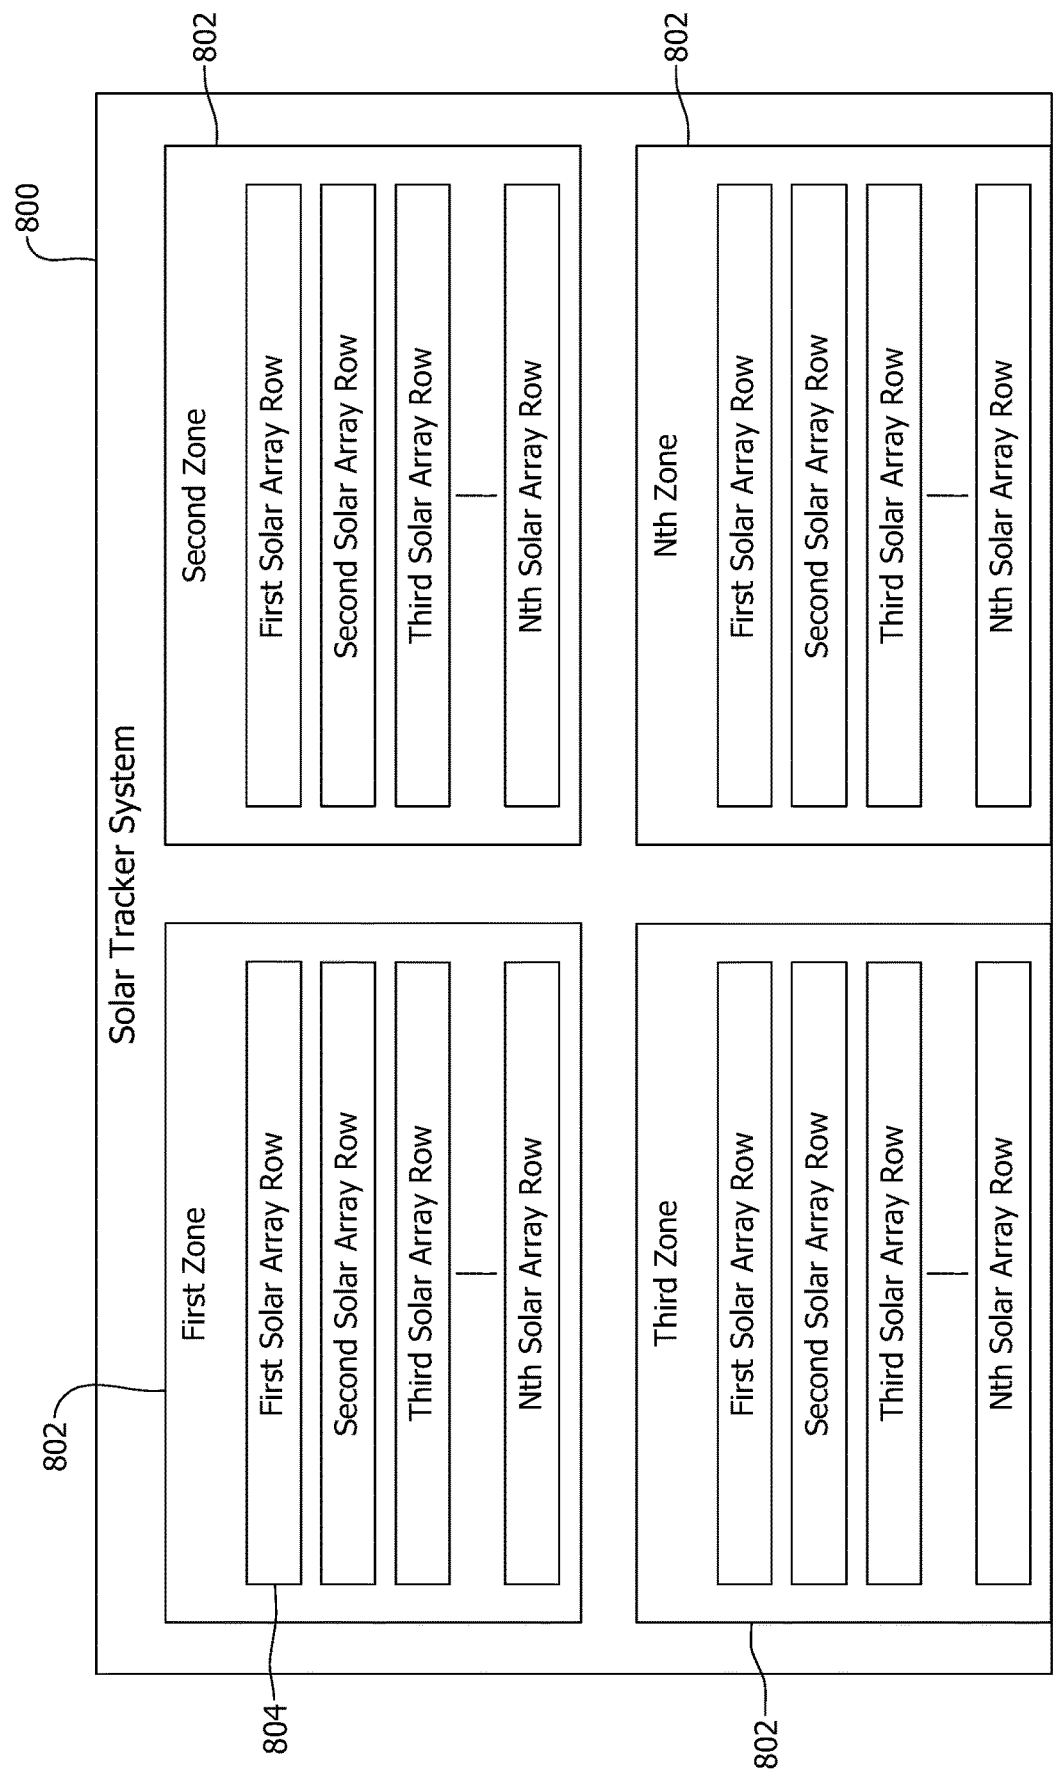 800
Solar Tracker System
802
First Zone
First Solar Array Row
Second Solar Array Row
Third Solar Array Row
Nth Solar Array Row
804
802
Second Zone
First Solar Array Row
Second Solar Array Row
Third Solar Array Row
Nth Solar Array Row
802
Third Zone
First Solar Array Row
Second Solar Array Row
Third Solar Array Row
Nth Solar Array Row
802
Nth Zone
First Solar Array Row
Second Solar Array Row
Third Solar Array Row
Nth Solar Array Row